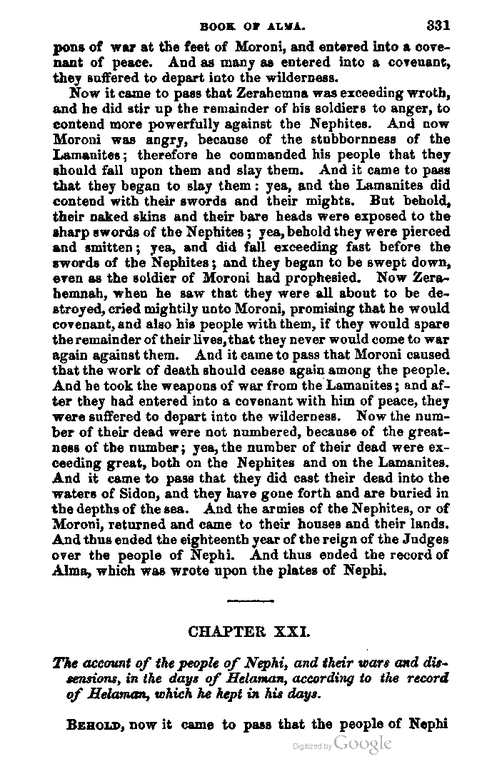 BOOK OF ALMA. 331
pons of war at the feet of Moroni, and entered into a cove-
nant of peace. And as many as entered into a covenant,
they suffered to depart into the wilderness.
Now it came to pass that Zerahemna was exceeding wroth,
and he did stir up the remainder of his soldiers to anger, to
contend more powerfully against the Nephites. And now
Moroni was angry, because of the stubbornness of the
Lamanites; therefore he commanded his people that they
should fall upon them and slay them. And it came to pass
that they began to slay them: yea, and the Lamanites did
contend with their swords and their mights. But behold,
their naked skins and their bare heads were exposed to the
sharp swords of the Nephites; yea, behold they were pierced
and smitten; yea, and did fall exceeding fast before the
swords of the Nephites; and they began to be swept down,
even as the soldier of Moroni had prophesied. Now Zera-
hemnah, when he saw that they were all about to be de-
stroyed, cried mightily unto Moroni, promising that he would
covenant, and also his people with them, if they would spare
the remainder of their lives, that they never would come to war
again against them. And it came to pass that Moroni caused
that the work of death should cease again among the people.
And he took the weapons of war from the Lamanites; and af-
ter they had entered into a covenant with him of peace, they
were suffered to depart into the wilderness. Now the num-
ber of their dead were not numbered, because of the great-
ness of the number; yea, the number of their dead were ex-
ceeding great, both on the Nephites and on the Lamanites.
And it came to pass that they did cast their dead into the
waters of Sidon, and they have gone forth and are buried in
the depths of the sea. And the armies of the Nephites, or of
Moroni, returned and came to their houses and their lands.
And thus ended the eighteenth year of the reign of the Judges
over the people of Nephi. And thus ended the record of
Alma, which was wrote upon the plates of Nephi.
CHAPTER XXI.
The account of the people of Nephi, and their wars and dis-
sensions, in the days of Helaman, according to the record
of Helaman, which he kept in his days.
BEHOLD, now it came to pass that the people of Nephi
Digitized by Google